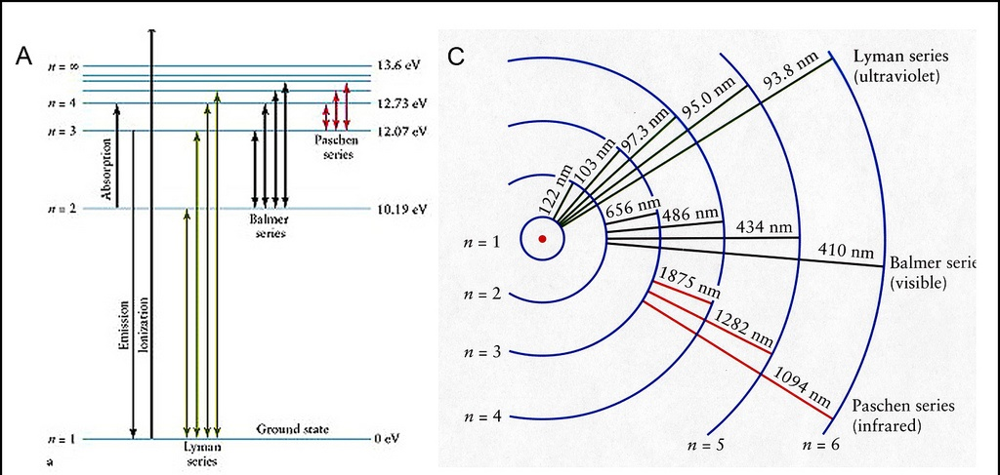 A
n = ∞
13.6 eV
n = 4
12.73 eV
n = 3
12.07 eV
Absorption
Paschen
series
n = 2
10.19 eV
Balmer
series
Emission
Ionization
Ground state
n = 1
0 eV
Lyman
series
a
C
Lyman series
(ultraviolet)
93.8 nm
95.0 nm
97.3 nm
103 nm
122 nm
656 nm
486 nm
434 nm
410 nm
Balmer serie
(visible)
n = 1
n = 2
n = 3
n = 4
1875 nm
1282 nm
1094 nm
Paschen series
(infrared)
n = 5
n = 6